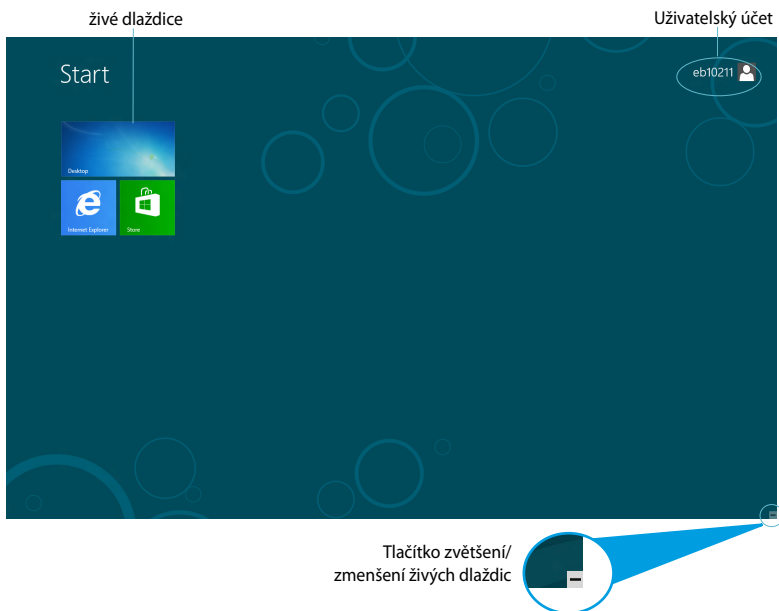 živé dlaždice
Uživatelský účet
Start
eb10211
Desktop
Internet Explorer
Store
Tlačítko zvětšení/
zmenšení živých dlaždic